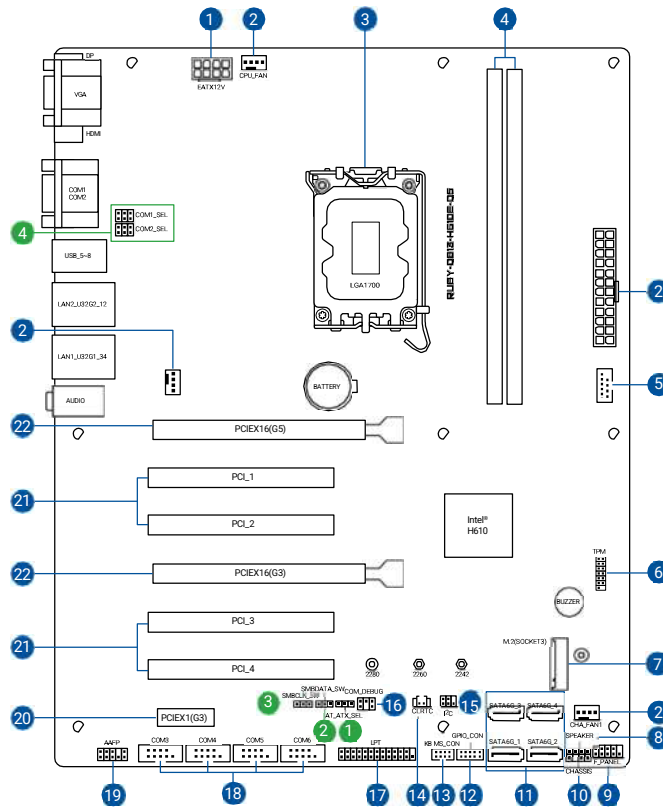 1
2
3
4
DP
EATX12V
CPU_FAN
VGA
HDMI
COM1
COM2
4
COM1_SEL
COM2_SEL
RUBY-D813-H610E-Q5
USB_5~8
LGA1700
2
LAN2_U32G2_12
2
LAN1_U32G1_34
BATTERY
5
AUDIO
22
PCIEX16(G5)
21
PCI_1
PCI_2
Intel®
H610
TPM
22
PCIEX16(G3)
6
BUZZER
21
PCI_3
M.2(SOCKET3)
PCI_4
2280
2260
2242
7
3
SMBCLK_SW
SMBDATA_SW
COM_DEBUG
16
CLRTC
I²C
15
SATA6G_3
SATA6G_4
2
CHA_FAN1
20
PCIEX1(G3)
AT_ATX_SEL
2
1
GPIO_CON
SPEAKER
8
AAFP
COM3
COM4
COM5
COM6
LPT
KB MS_CON
SATA6G_1
SATA6G_2
F_PANEL
CHASSIS
19
18
17
14
13
12
11
10
9